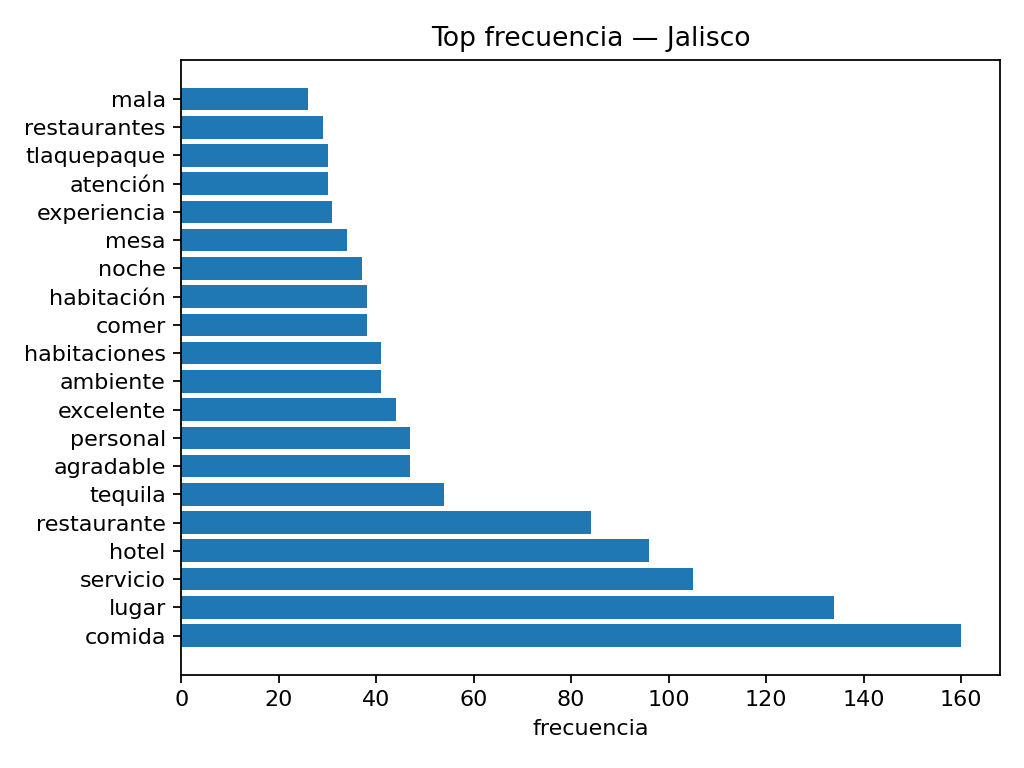 Top frecuencia — Jalisco
mala
restaurantes
tlaquepaque
atención
experiencia
mesa
noche
habitación
comer
habitaciones
ambiente
excelente
personal
agradable
tequila
restaurante
hotel
servicio
lugar
comida
0 20 40 60 80 100 120 140 160
frecuencia